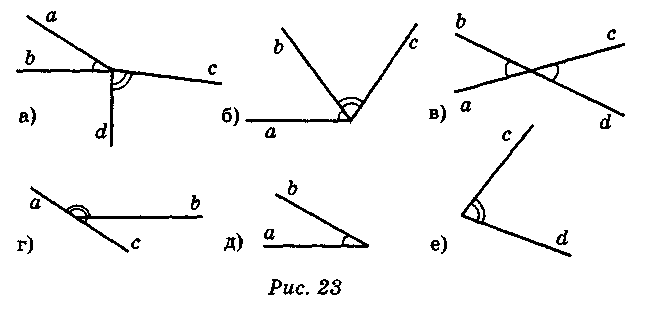 a b c d
а)
b c a
б)
b c a d
в)
a b c
г)
b a
д)
c d
е)
Рис. 23